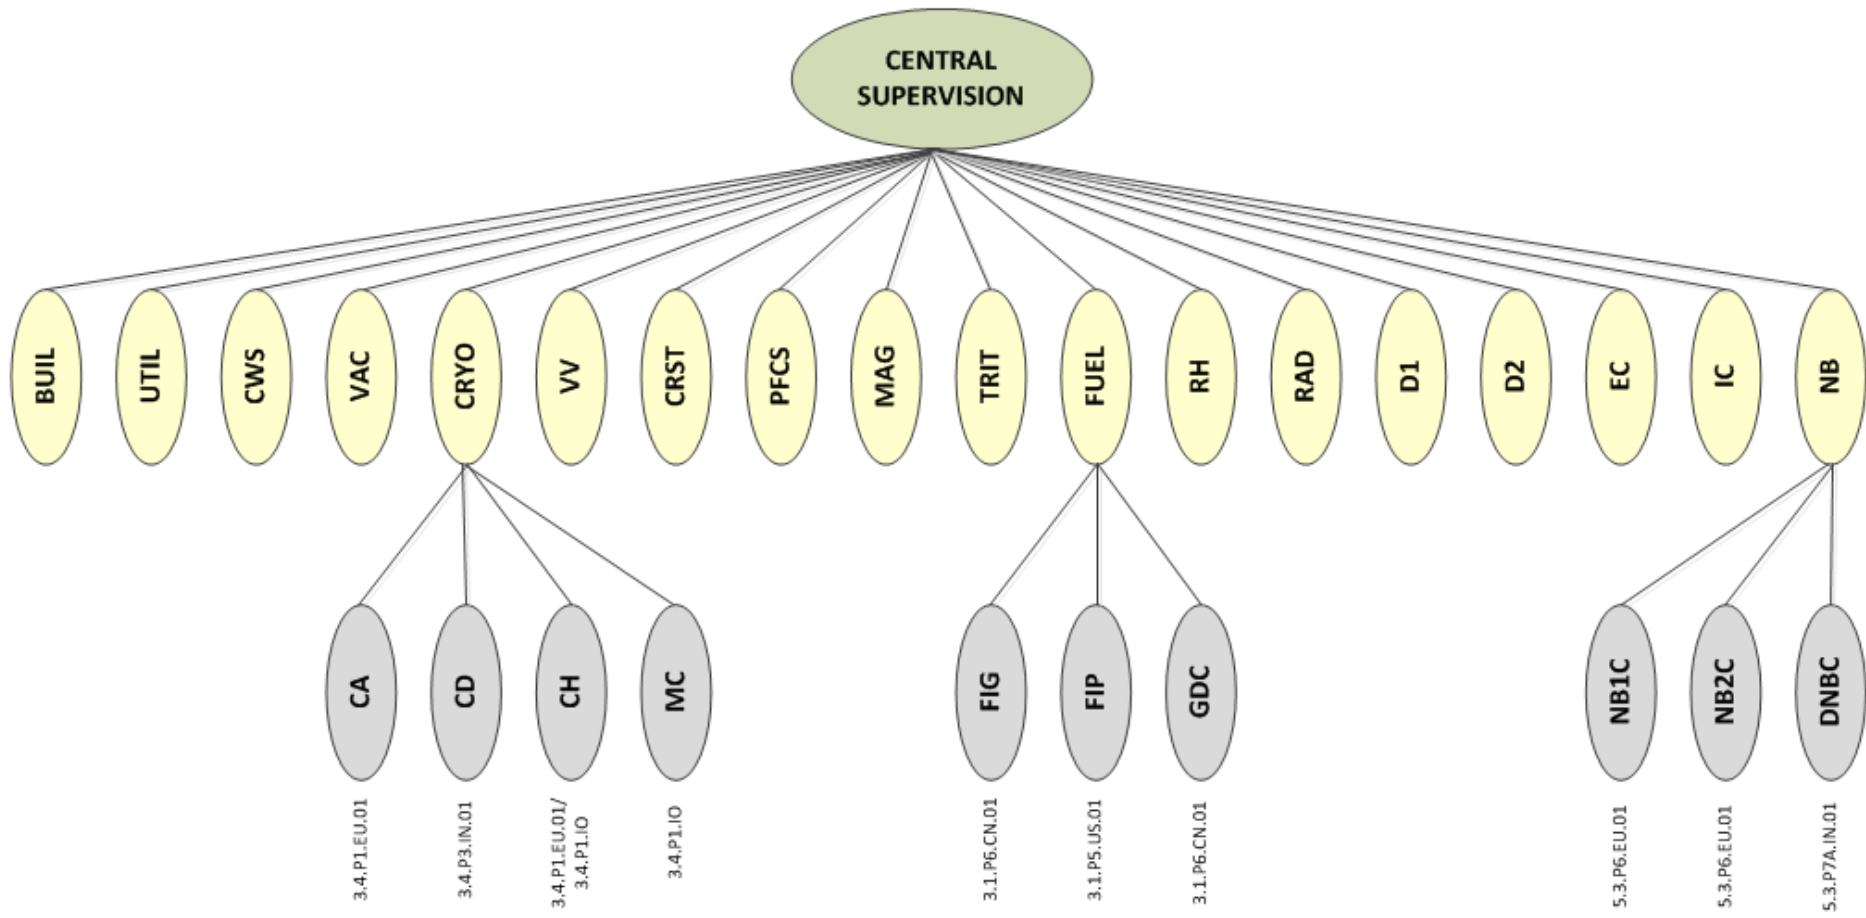 CENTRAL
SUPERVISION
BUIL
UTIL
CWS
VAC
CRYO
VV
CRST
PFCS
MAG
TRIT
FUEL
RH
RAD
D1
D2
EC
IC
NB
CA
CD
CH
MC
FIG
FIP
GDC
NB1C
NB2C
DNBC
3.4.P1.EU.01
3.4.P3.IN.01
3.4.P1.EU.01/
3.4.P1.IO
3.4.P1.IO
3.1.P6.CN.01
3.1.P5.US.01
3.1.P6.CN.01
5.3.P6.EU.01
5.3.P6.EU.01
5.3.P7A.IN.01